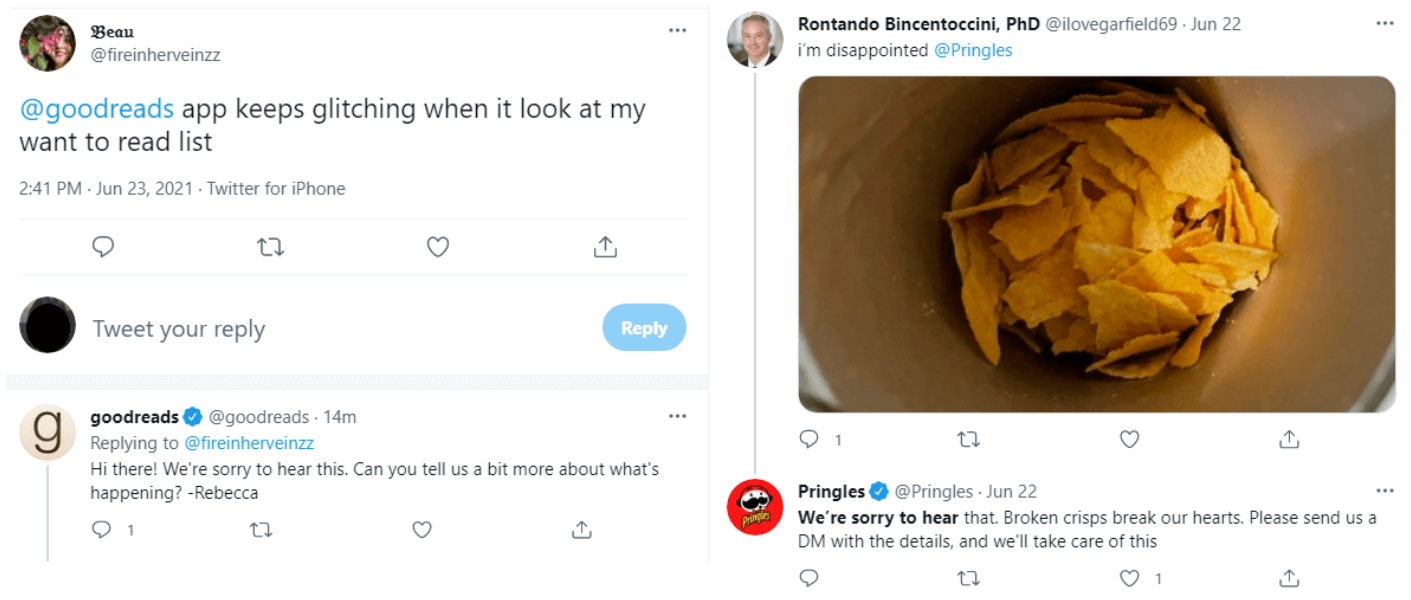 𝕭eau
@fireinherveinzz
@goodreads app keeps glitching when it look at my
want to read list
2:41 PM · Jun 23, 2021 · Twitter for iPhone
Tweet your reply
Reply
goodreads @goodreads · 14m
Replying to @fireinherveinzz
Hi there! We're sorry to hear this. Can you tell us a bit more about what's
happening? -Rebecca
1
Rontando Bincentoccini, PhD @ilovegarfield69 · Jun 22
i'm disappointed @Pringles
1
Pringles @Pringles · Jun 22
We're sorry to hear that. Broken crisps break our hearts. Please send us a
DM with the details, and we'll take care of this
1
g
Pringles